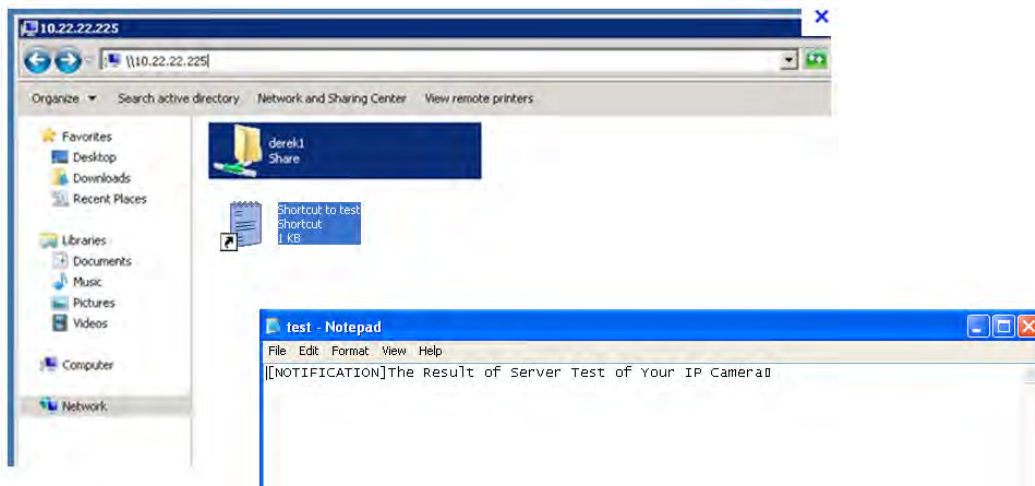 10.22.22.225
\\10.22.22.225
Organize Search active directory Network and Sharing Center View remote printers
Favorites
Desktop
Downloads
Recent Places
Libraries
Documents
Music
Pictures
Videos
Computer
Network
derek1
Share
Shortcut to test
Shortcut
1 KB
test - Notepad
File Edit Format View Help
[NOTIFICATION]The Result of Server Test of Your IP Camera▯